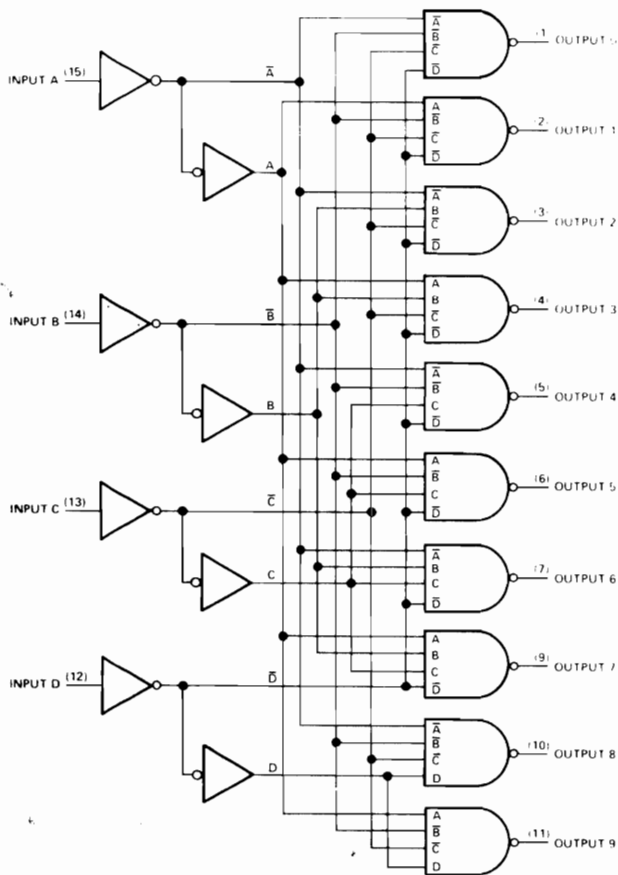 A̅
B̅
C̅
D̅
(1 OUTPUT
INPUT A (15)
A̅
A
B̅
C̅
D̅
(2) OUTPUT 1
A
A̅
B
C̅
D̅
(3) OUTPUT 2
A
B
C̅
D̅
(4) OUTPUT 3
INPUT B (14)
B̅
A̅
B̅
C
D̅
(5) OUTPUT 4
B
A
B̅
C
D̅
(6) OUTPUT 5
INPUT C (13)
C̅
A̅
B
C
D̅
(7) OUTPUT 6
C
A
B
C
D̅
(9) OUTPUT 7
INPUT D (12)
D̅
A̅
B̅
C̅
D
(10) OUTPUT 8
D
A
B̅
C̅
D
(11) OUTPUT 9